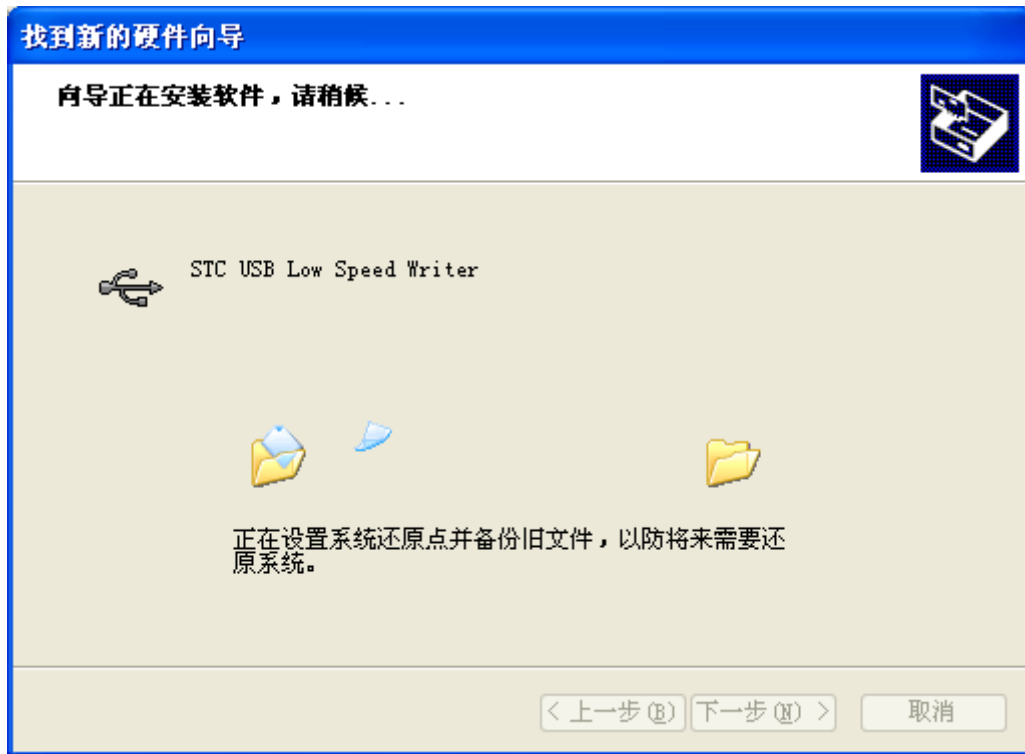 找到新的硬件向导
向导正在安装软件，请稍候...
STC USB Low Speed Writer
正在设置系统还原点并备份旧文件，以防将来需要还
原系统。
< 上一步(B) 下一步(N) > 取消